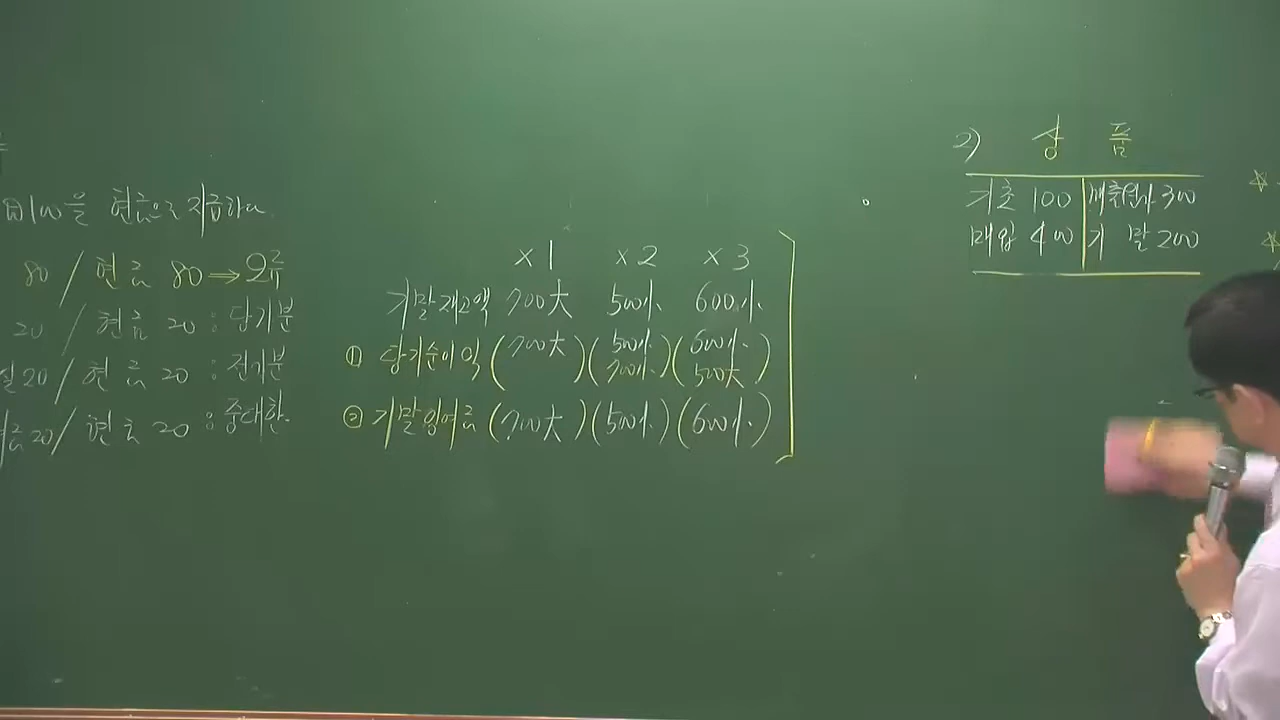 을 현금으로 지급하다.
80 / 현금 80 ⇒ 오류
20 / 현금 20 : 당기분
실 20 / 현금 20 : 전기분
20 / 현금 20 : 중대한.
×1 ×2 ×3
기말재고액 700大 500小 600小
① 당기순이익 (700大) (500小 700小) (600小 500大)
② 기말잉여금 (700大) (500小) (600小)
2) 상 품
기초 100 매출원가 300
매입 400 기 말 200